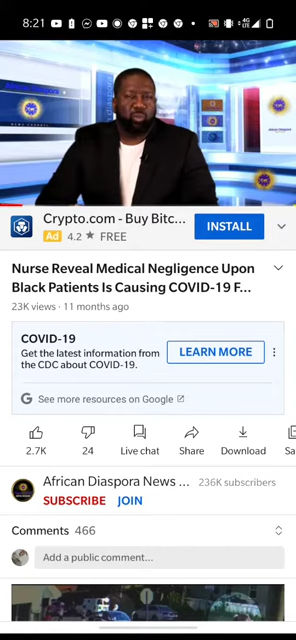 8:21
4G
LTE
Crypto.com - Buy Bitc...
INSTALL
Ad 4.2 ★ FREE
Nurse Reveal Medical Negligence Upon
Black Patients Is Causing COVID-19 F...
23K views · 11 months ago
COVID-19
Get the latest information from
the CDC about COVID-19.
LEARN MORE
G See more resources on Google
2.7K
24
Live chat
Share
Download
Sa
African Diaspora News ...
236K subscribers
SUBSCRIBE JOIN
Comments 466
Add a public comment...